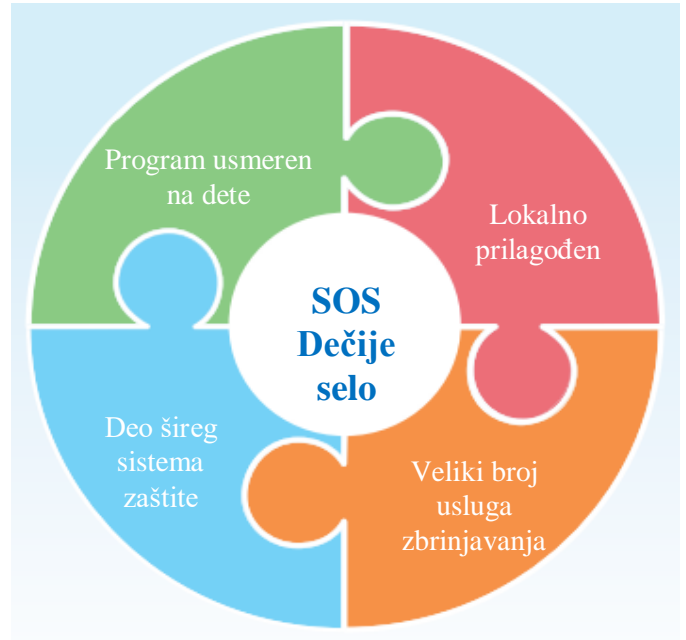 Program usmeren
na dete
Lokalno
prilagođen
SOS
Dečije
selo
Deo šireg
sistema
zaštite
Veliki broj
usluga
zbrinjavanja